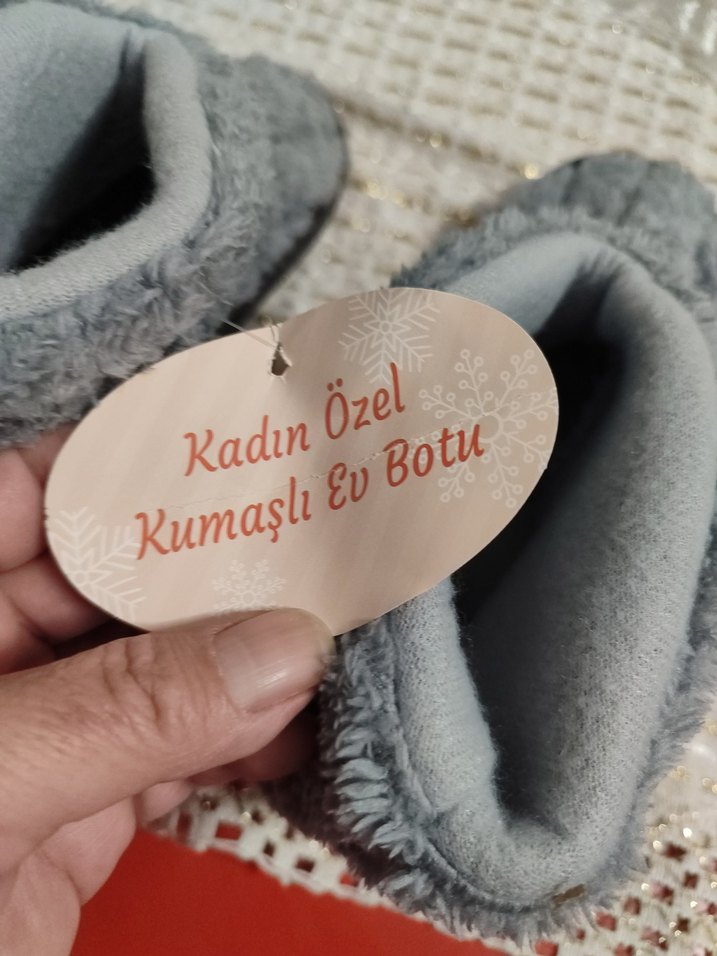 Kadın Özel
Kumaşlı Ev Botu